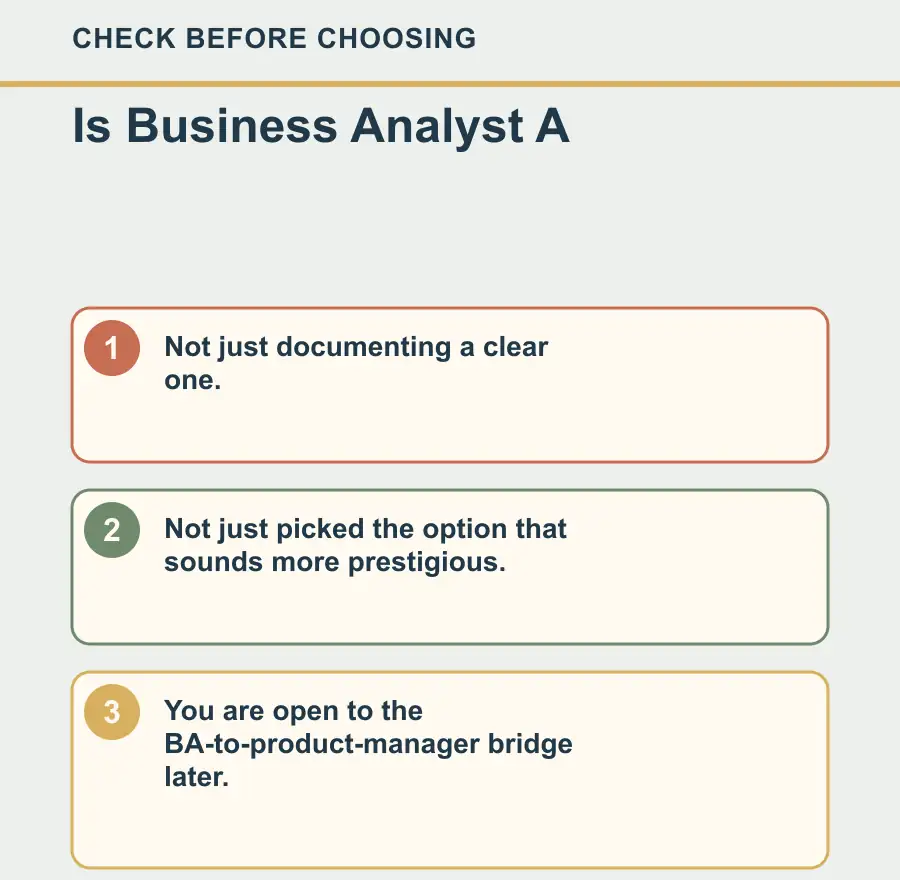 CHECK BEFORE CHOOSING
Is Business Analyst A
1
Not just documenting a clear
one.
2
Not just picked the option that
sounds more prestigious.
3
You are open to the
BA-to-product-manager bridge
later.